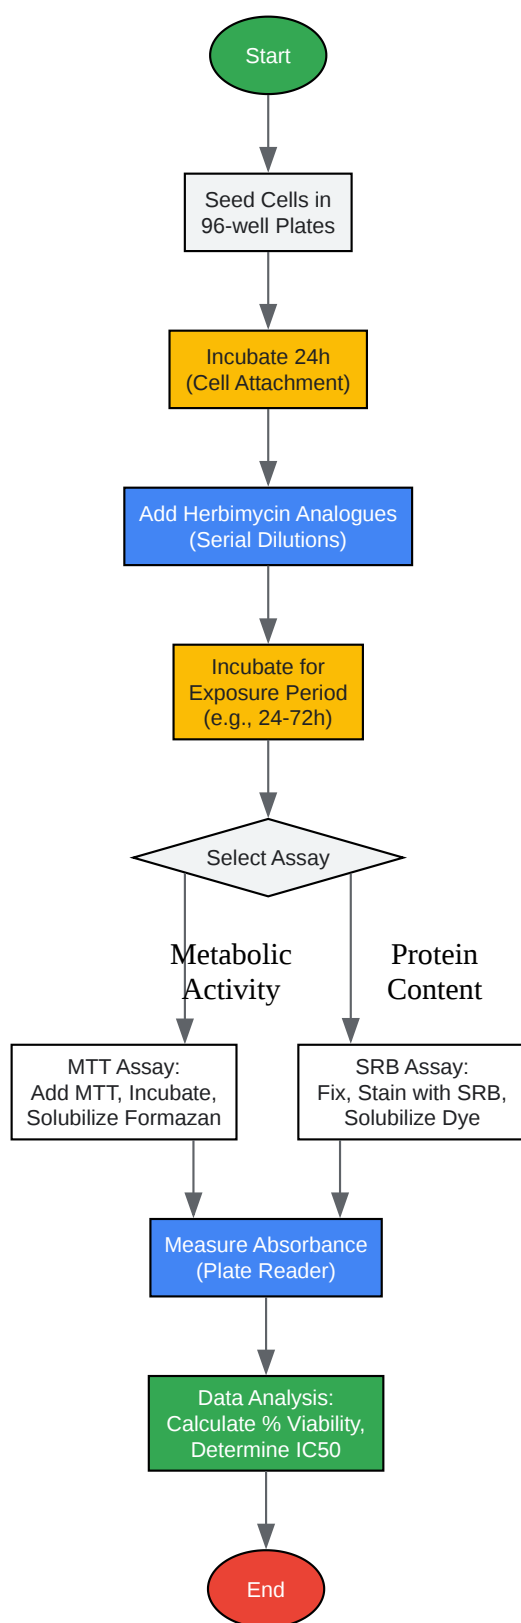 Start
Seed Cells in
96-well Plates
Incubate 24h
(Cell Attachment)
Add Herbimycin Analogues
(Serial Dilutions)
Incubate for
Exposure Period
(e.g., 24-72h)
Select Assay
Metabolic
Activity
Protein
Content
MTT Assay:
Add MTT, Incubate,
Solubilize Formazan
SRB Assay:
Fix, Stain with SRB,
Solubilize Dye
Measure Absorbance
(Plate Reader)
Data Analysis:
Calculate % Viability,
Determine IC50
End